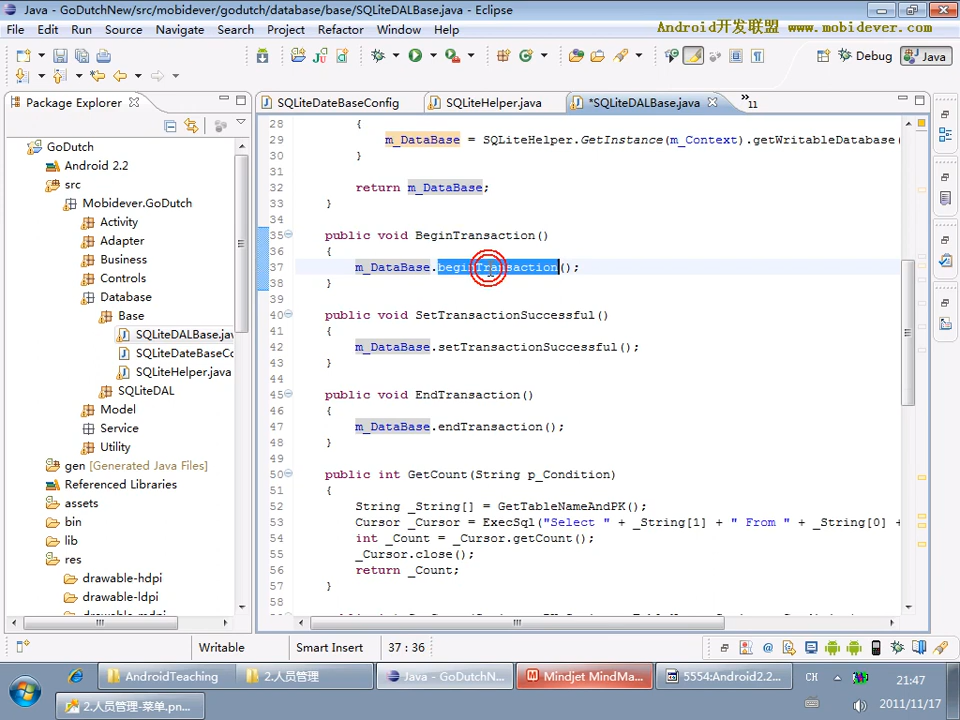 Java - GoDutchNew/src/mobidever/godutch/database/base/SQLiteDALBase.java - Eclipse
File Edit Run Source Navigate Search Project Refactor Window Help
Android开发联盟 www.mobidever.com
Debug Java
Package Explorer
SQLiteDateBaseConfig SQLiteHelper.java *SQLiteDALBase.java »11
GoDutch
Android 2.2
src
Mobidever.GoDutch
Activity
Adapter
Business
Controls
Database
Base
SQLiteDALBase.jav
SQLiteDateBaseCo
SQLiteHelper.java
SQLiteDAL
Model
Service
Utility
gen [Generated Java Files]
Referenced Libraries
assets
bin
lib
res
drawable-hdpi
drawable-ldpi
drawable-mdpi
28 {
29 m_DataBase = SQLiteHelper.GetInstance(m_Context).getWritableDatabase(
30 }
31
32 return m_DataBase;
33 }
34
35 public void BeginTransaction()
36 {
37 m_DataBase.beginTransaction();
38 }
39
40 public void SetTransactionSuccessful()
41 {
42 m_DataBase.setTransactionSuccessful();
43 }
44
45 public void EndTransaction()
46 {
47 m_DataBase.endTransaction();
48 }
49
50 public int GetCount(String p_Condition)
51 {
52 String _String[] = GetTableNameAndPK();
53 Cursor _Cursor = ExecSql("Select " + _String[1] + " From " + _String[0] +
54 int _Count = _Cursor.getCount();
55 _Cursor.close();
56 return _Count;
57 }
58
Writable Smart Insert 37 : 36
AndroidTeaching 2.人员管理 Java - GoDutchN... Mindjet MindMa... 5554:Android2.2... CH 21:47
2.人员管理-菜单.pn... 2011/11/17